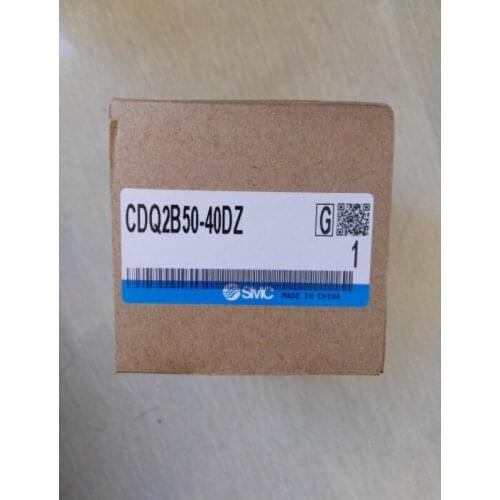 CDQ2B50-40DZ
G
1
SMC MADE IN CHINA